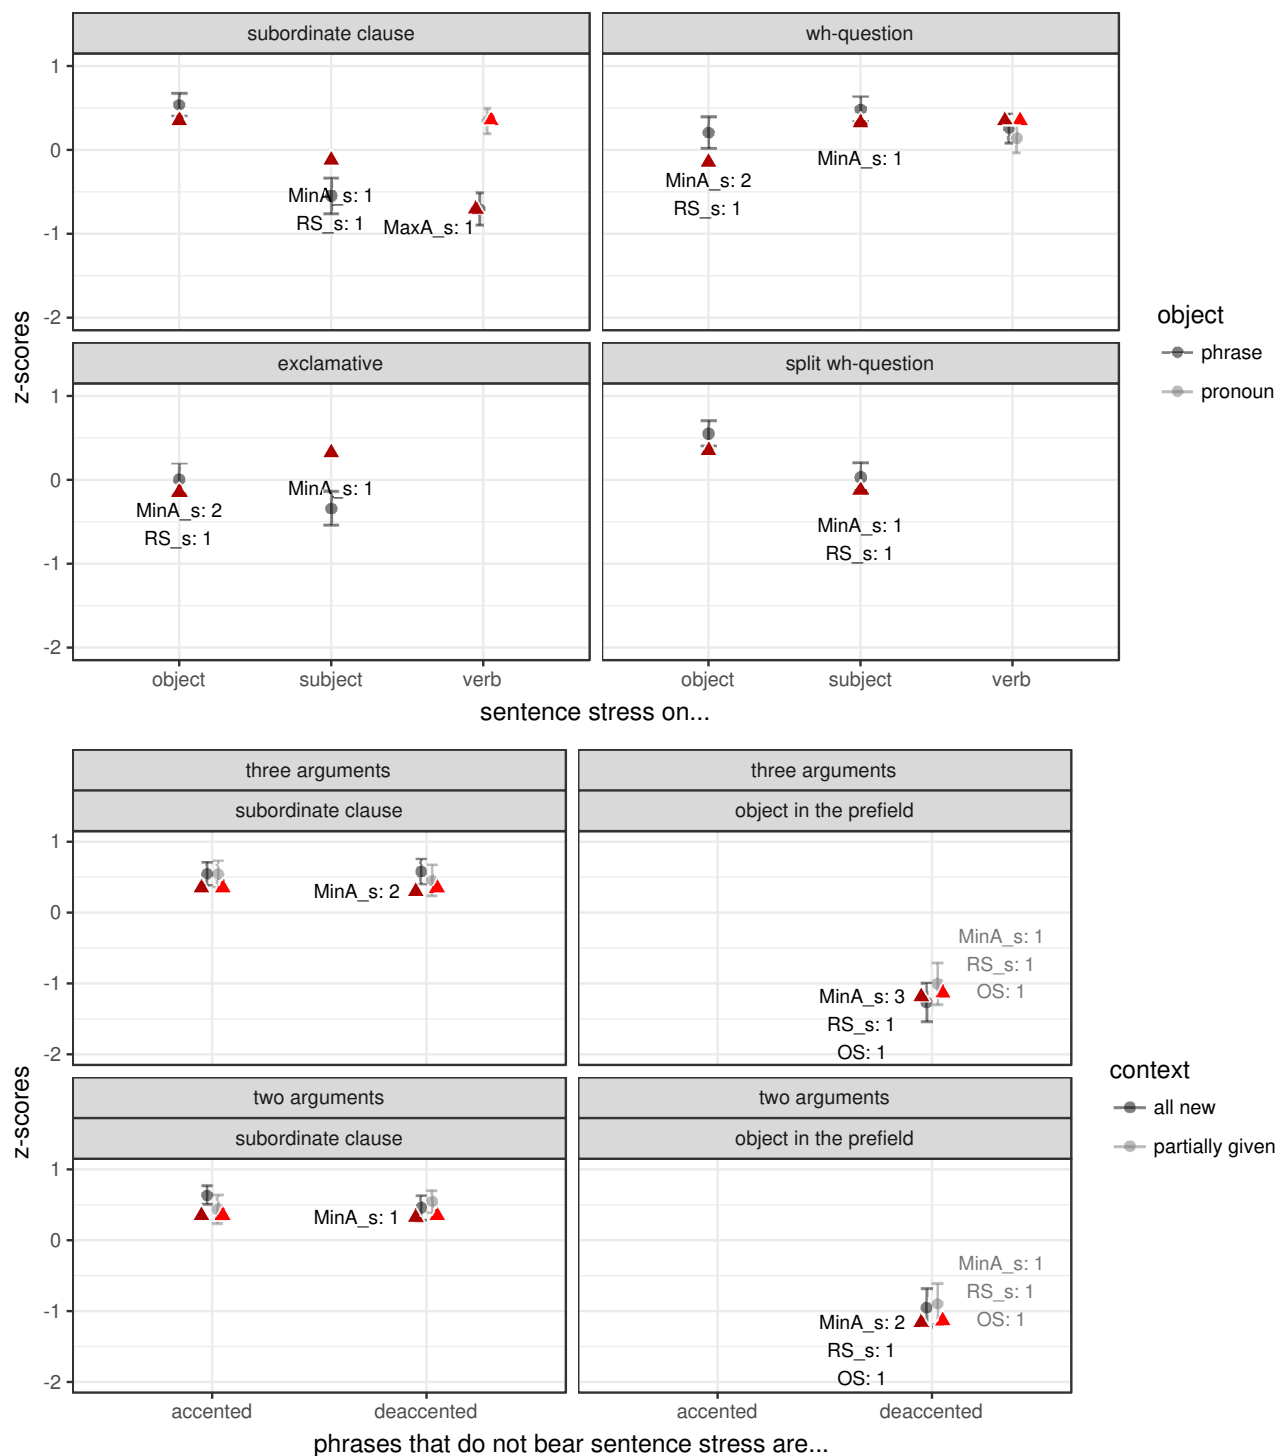 subordinate clause
wh-question
1
0
-1
-2
MinA_s: 1
RS_s: 1
MaxA_s: 1
MinA_s: 2
RS_s: 1
MinA_s: 1
z-scores
exclamative
split wh-question
1
0
-1
-2
MinA_s: 2
RS_s: 1
MinA_s: 1
MinA_s: 1
RS_s: 1
object
subject
verb
object
subject
verb
sentence stress on...
object
phrase
pronoun
three arguments
three arguments
subordinate clause
object in the prefield
1
0
-1
-2
MinA_s: 2
MinA_s: 3
RS_s: 1
OS: 1
MinA_s: 1
RS_s: 1
OS: 1
z-scores
two arguments
two arguments
subordinate clause
object in the prefield
1
0
-1
-2
MinA_s: 1
MinA_s: 2
RS_s: 1
OS: 1
MinA_s: 1
RS_s: 1
OS: 1
accented
deaccented
accented
deaccented
phrases that do not bear sentence stress are...
context
all new
partially given